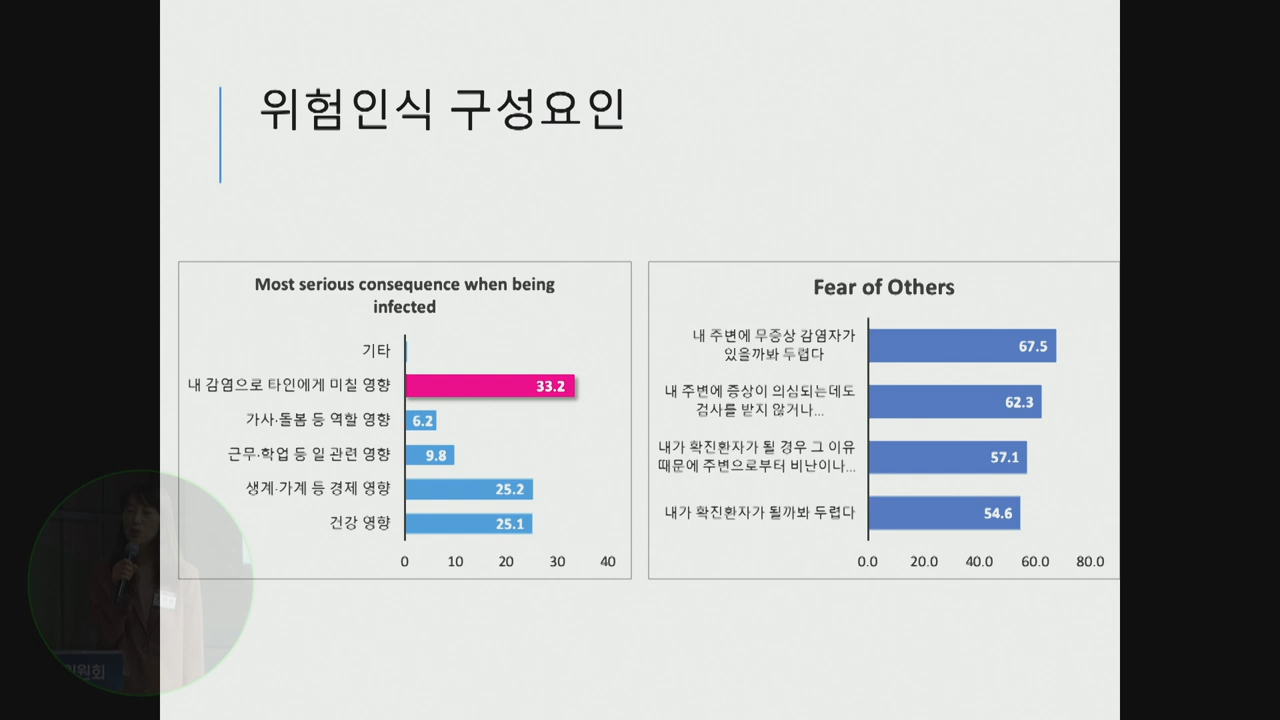 위험인식 구성요인
Most serious consequence when being
infected
기타
내 감염으로 타인에게 미칠 영향
33.2
가사·돌봄 등 역할 영향
6.2
근무·학업 등 일 관련 영향
9.8
생계·가계 등 경제 영향
25.2
건강 영향
25.1
0 10 20 30 40
Fear of Others
내 주변에 무증상 감염자가
있을까봐 두렵다
67.5
내 주변에 증상이 의심되는데도
검사를 받지 않거나...
62.3
내가 확진환자가 될 경우 그 이유
때문에 주변으로부터 비난이나...
57.1
내가 확진환자가 될까봐 두렵다
54.6
0.0 20.0 40.0 60.0 80.0
위원회